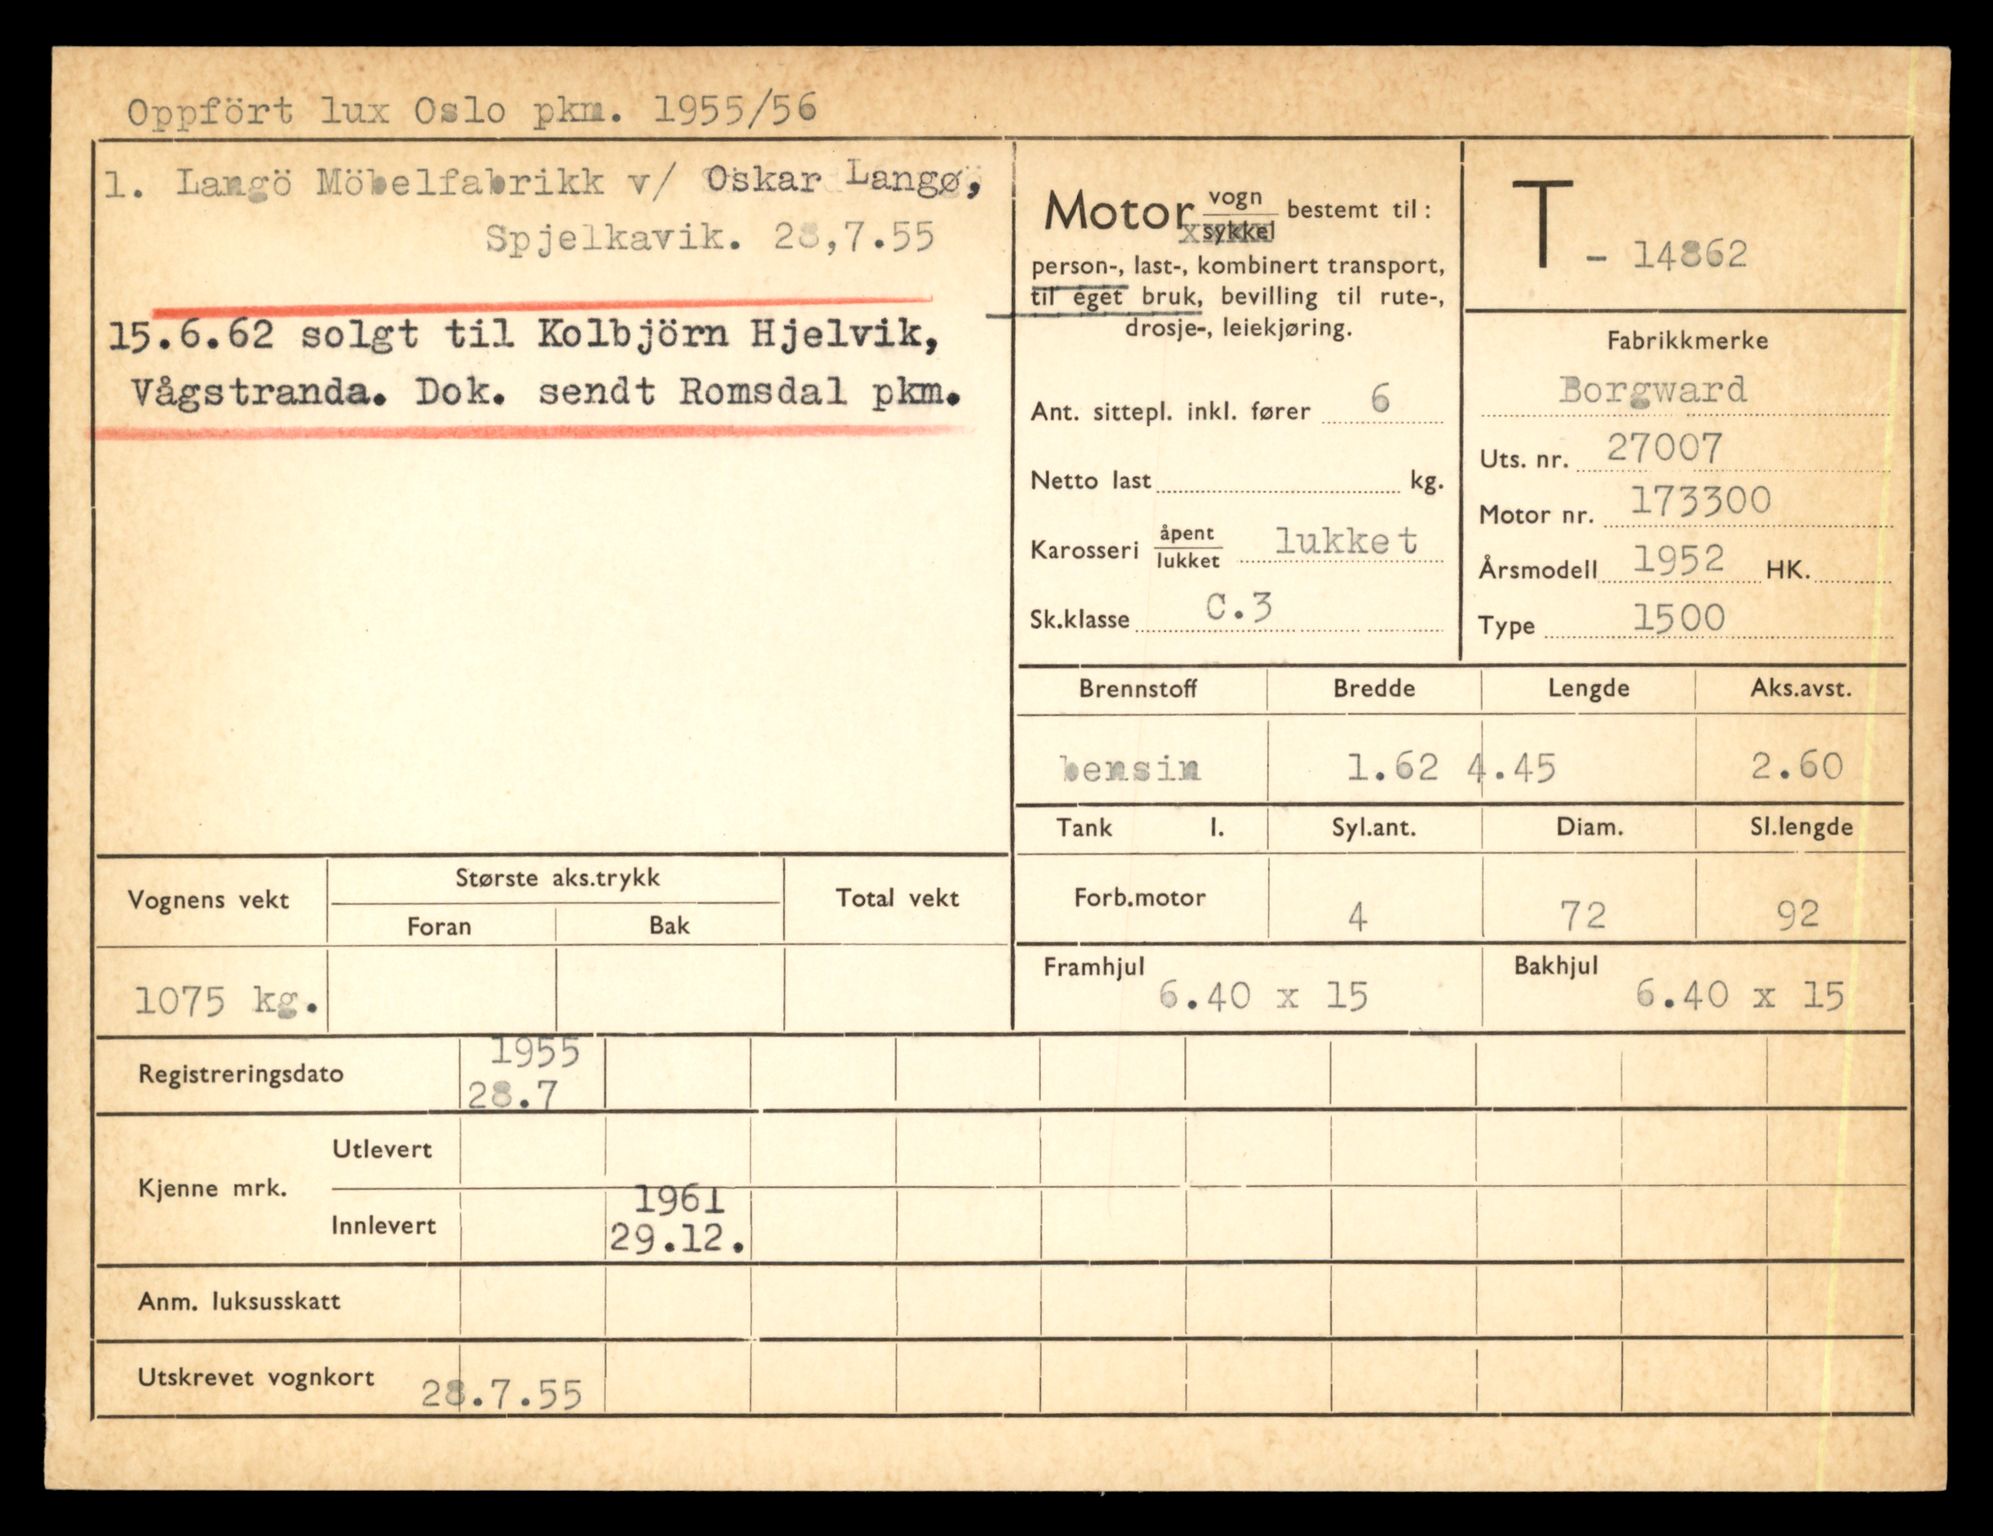 Oppfört lux Oslo pkm. 1955/56
1. Langö Möbelfabrikk v/ Oskar Langø,
Spjelkavik. 28,7.55
15.6.62 solgt til Kolbjörn Hjelvik,
Vågstranda. Dok. sendt Romsdal pkm.
Motor vogn bestemt til:
sykkel
person-, last-, kombinert transport,
til eget bruk, bevilling til rute-,
drosje-, leiekjøring.
Ant. sittepl. inkl. fører 6
Netto last kg.
Karosseri åpent lukket
lukket
Sk.klasse C.3
T - 14862
Fabrikkmerke
Borgward
Uts. nr. 27007
Motor nr. 173300
Årsmodell 1952 HK.
Type 1500
Brennstoff Bredde Lengde Aks.avst.
bensin 1.62 4.45 2.60
Tank l. Syl.ant. Diam. Sl.lengde
Forb.motor 4 72 92
Framhjul 6.40 x 15 Bakhjul 6.40 x 15
Vognens vekt Største aks.trykk Total vekt
Foran Bak
1075 kg.
Registreringsdato 1955
28.7
Kjenne mrk. Utlevert
Innlevert 1961
29.12.
Anm. luksusskatt
Utskrevet vognkort 28.7.55